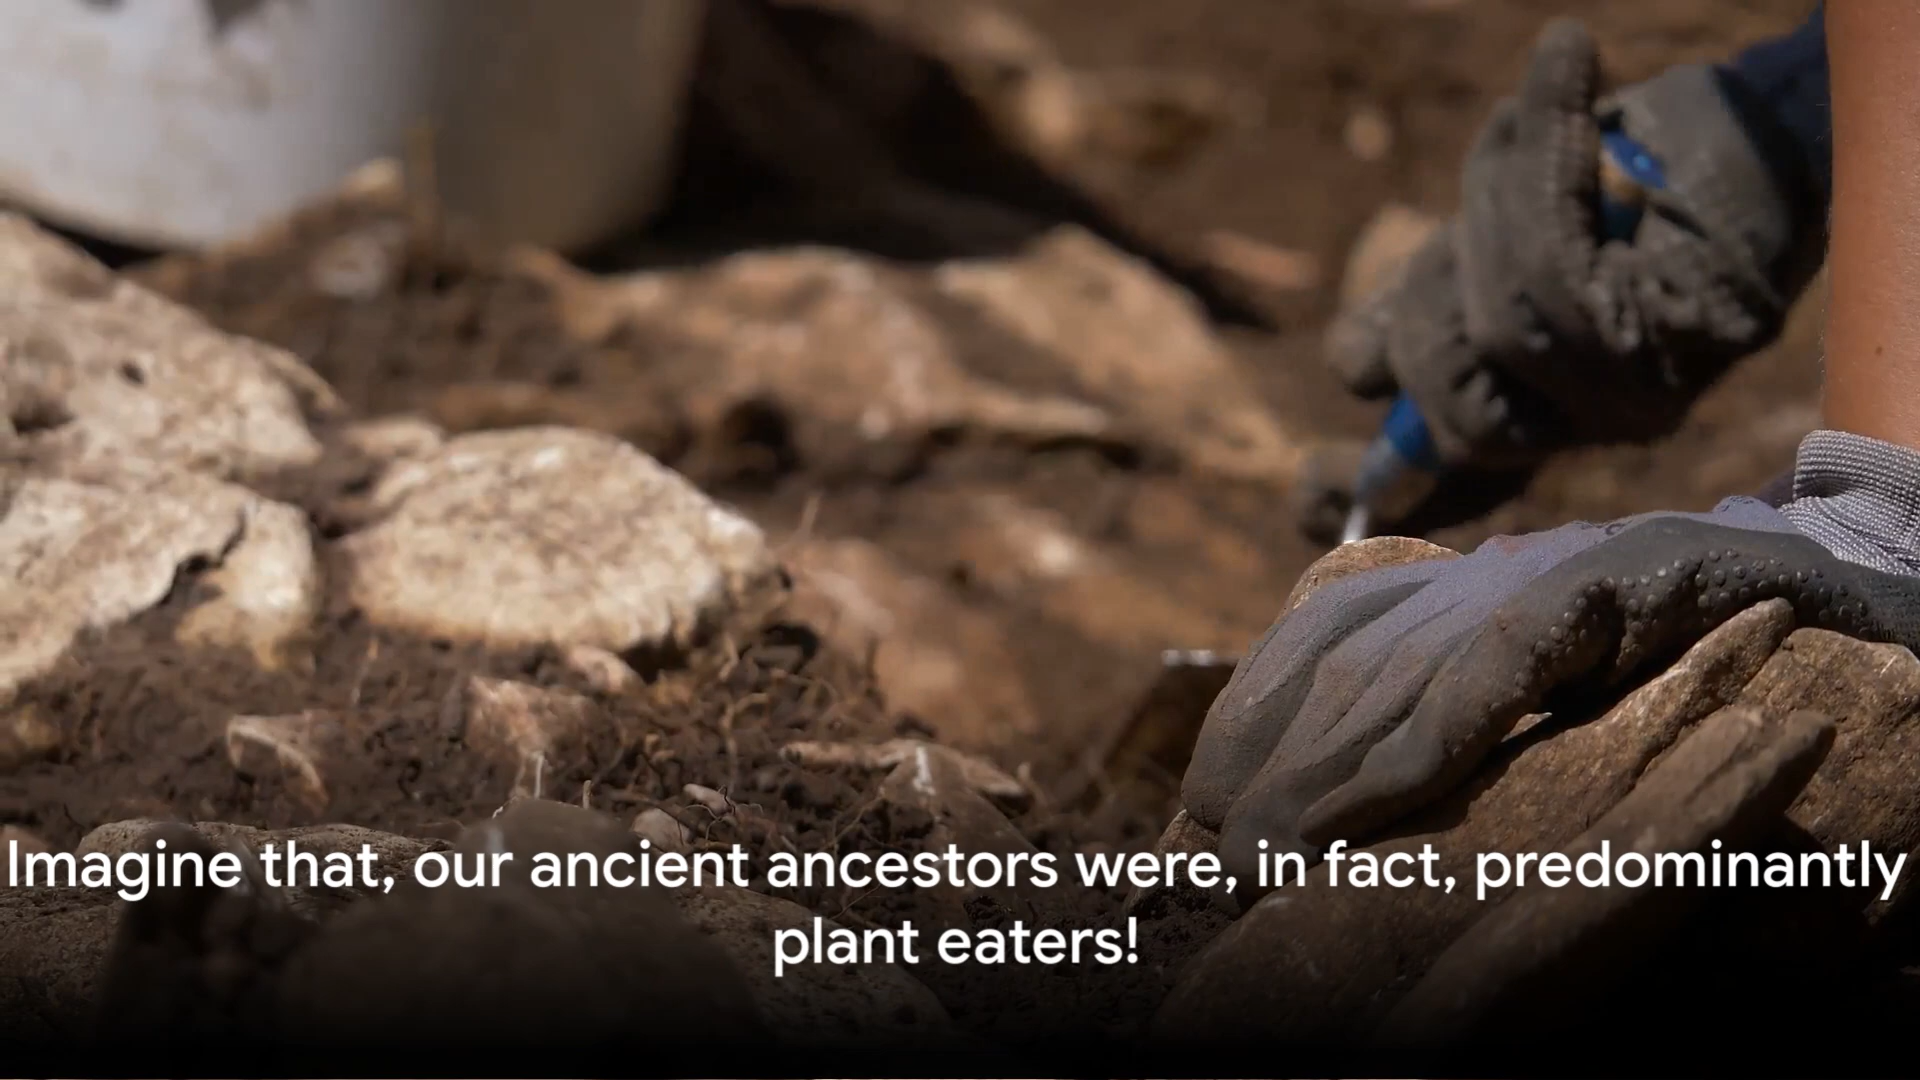 Imagine that, our ancient ancestors were, in fact, predominantly
plant eaters!